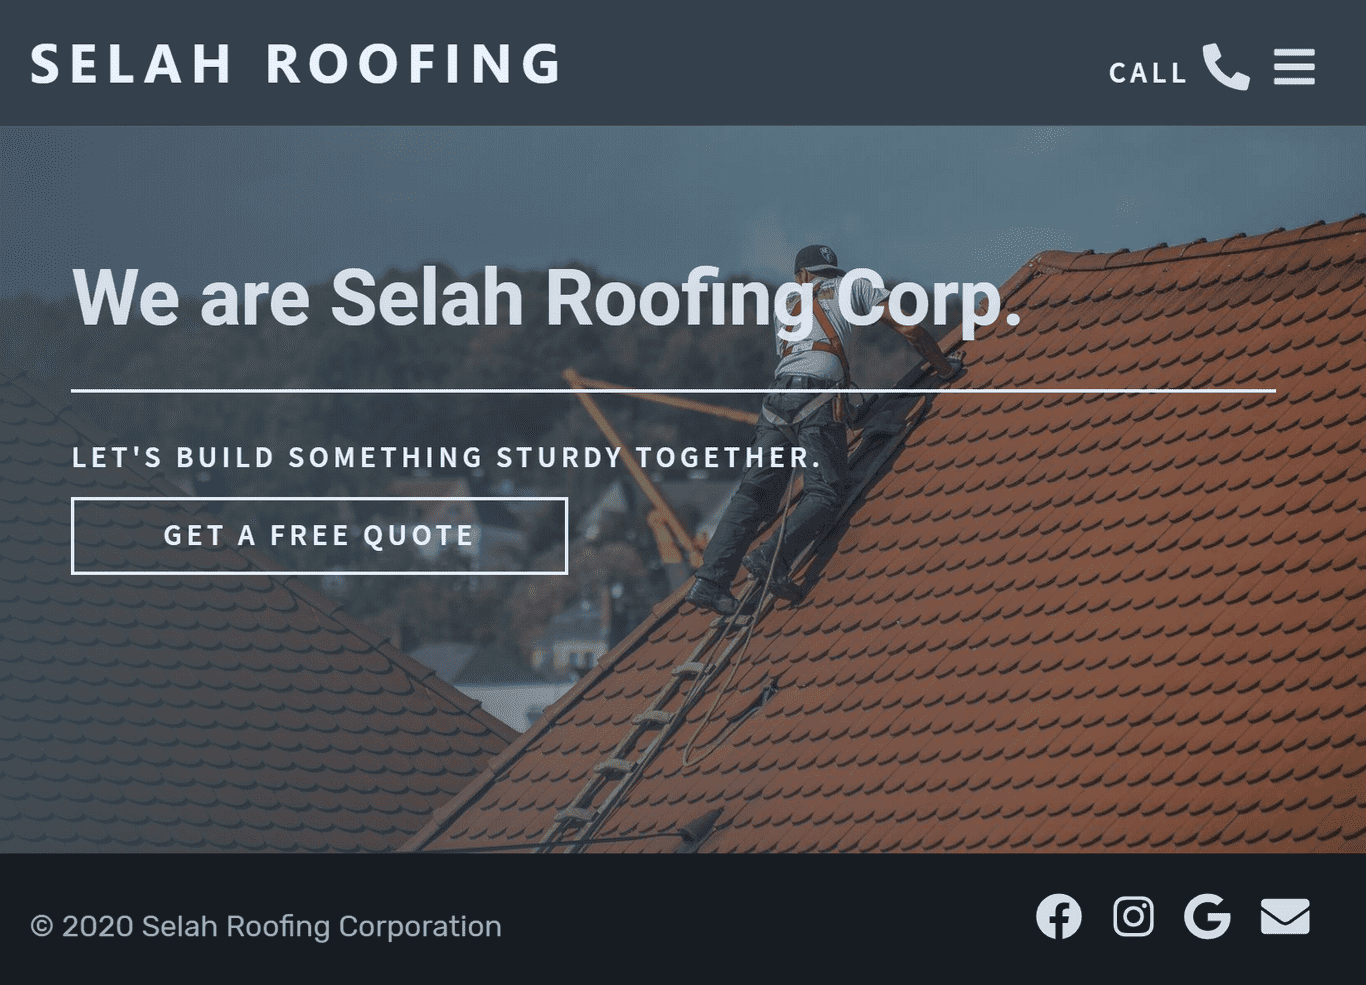 SELAH ROOFING
CALL
We are Selah Roofing Corp.
LET'S BUILD SOMETHING STURDY TOGETHER.
GET A FREE QUOTE
© 2020 Selah Roofing Corporation